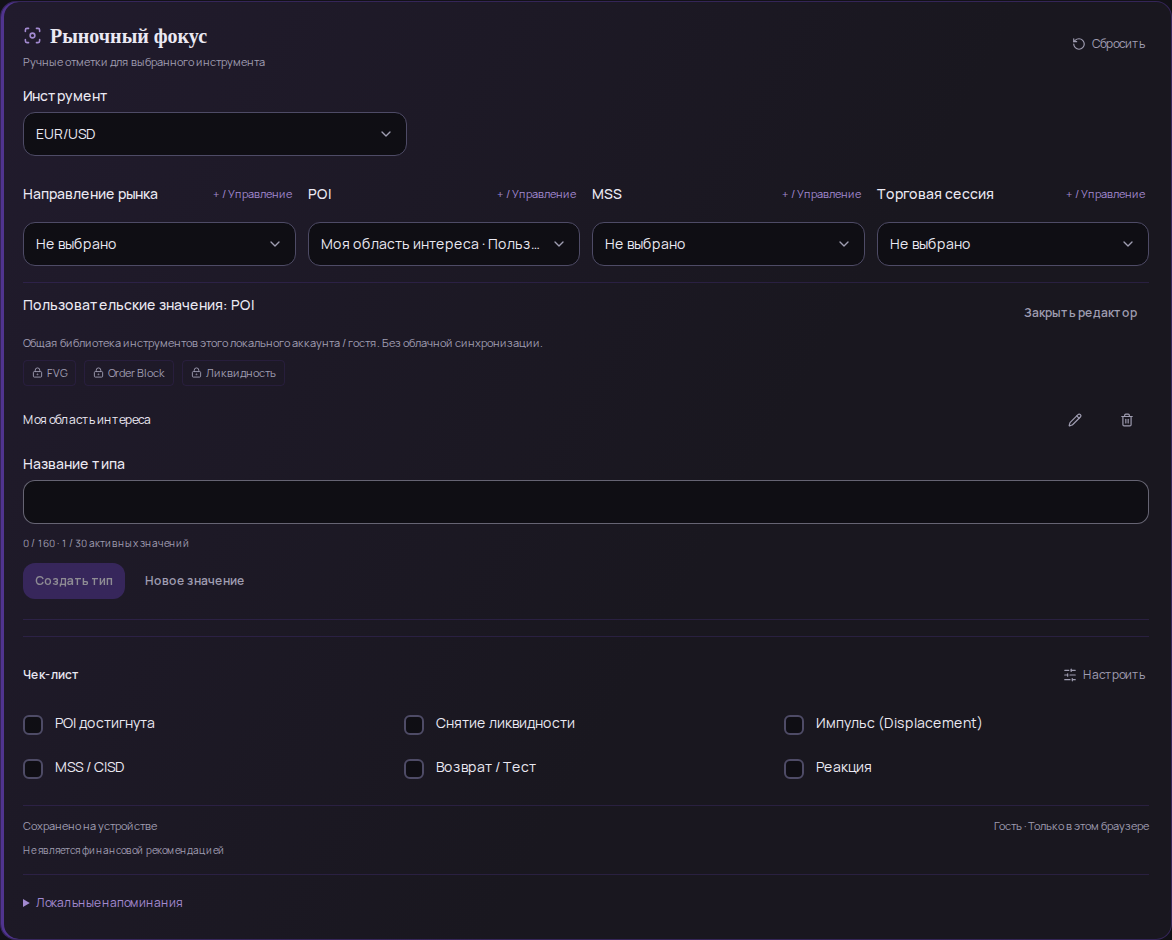 Рыночный фокус
Сбросить
Ручные отметки для выбранного инструмента
Инструмент
EUR/USD
Направление рынка + / Управление POI + / Управление MSS + / Управление Торговая сессия + / Управление
Не выбрано Моя область интереса · Польз... Не выбрано Не выбрано
Пользовательские значения: POI
Закрыть редактор
Общая библиотека инструментов этого локального аккаунта / гостя. Без облачной синхронизации.
FVG Order Block Ликвидность
Моя область интереса
Название типа
0 / 160 · 1 / 30 активных значений
Создать тип Новое значение
Чек-лист Настроить
POI достигнута Снятие ликвидности Импульс (Displacement)
MSS / CISD Возврат / Тест Реакция
Сохранено на устройстве Гость · Только в этом браузере
Не является финансовой рекомендацией
Локальные напоминания